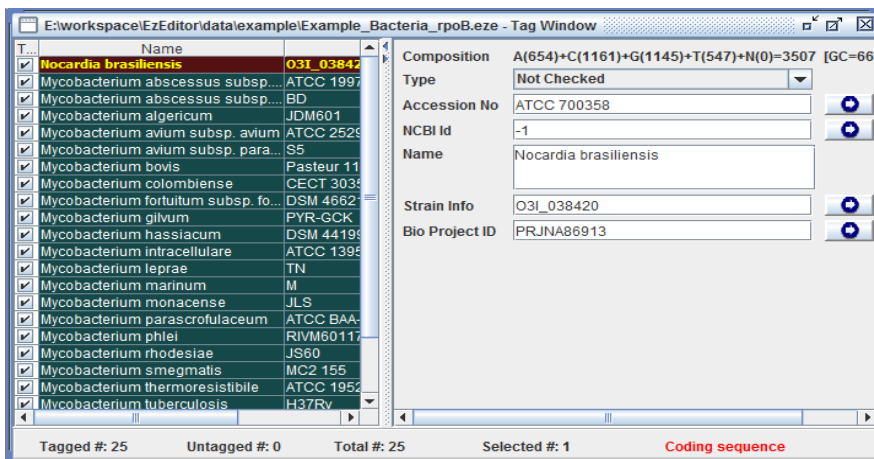 E:\workspace\EzEditor\data\example\Example_Bacteria_rpoB.eze - Tag Window
T... Name
Nocardia brasiliensis O3I_03842
Mycobacterium abscessus subsp.... ATCC 1997
Mycobacterium abscessus subsp.... BD
Mycobacterium algericum JDM601
Mycobacterium avium subsp. avium ATCC 2529
Mycobacterium avium subsp. para... S5
Mycobacterium bovis Pasteur 11
Mycobacterium colombiense CECT 3035
Mycobacterium fortuitum subsp. fo... DSM 4662
Mycobacterium gilvum PYR-GCK
Mycobacterium hassiacum DSM 44199
Mycobacterium intracellulare ATCC 1395
Mycobacterium leprae TN
Mycobacterium marinum M
Mycobacterium monacense JLS
Mycobacterium parascrofulaceum ATCC BAA-
Mycobacterium phlei RIVM60117
Mycobacterium rhodesiae JS60
Mycobacterium smegmatis MC2 155
Mycobacterium thermoresistibile ATCC 1952
Mycobacterium tuberculosis H37Rv
Composition A(654)+C(1161)+G(1145)+T(547)+N(0)=3507 [GC=66
Type Not Checked
Accession No ATCC 700358
NCBI Id -1
Name Nocardia brasiliensis
Strain Info O3I_038420
Bio Project ID PRJNA86913
Tagged #: 25 Untagged #: 0 Total #: 25 Selected #: 1 Coding sequence